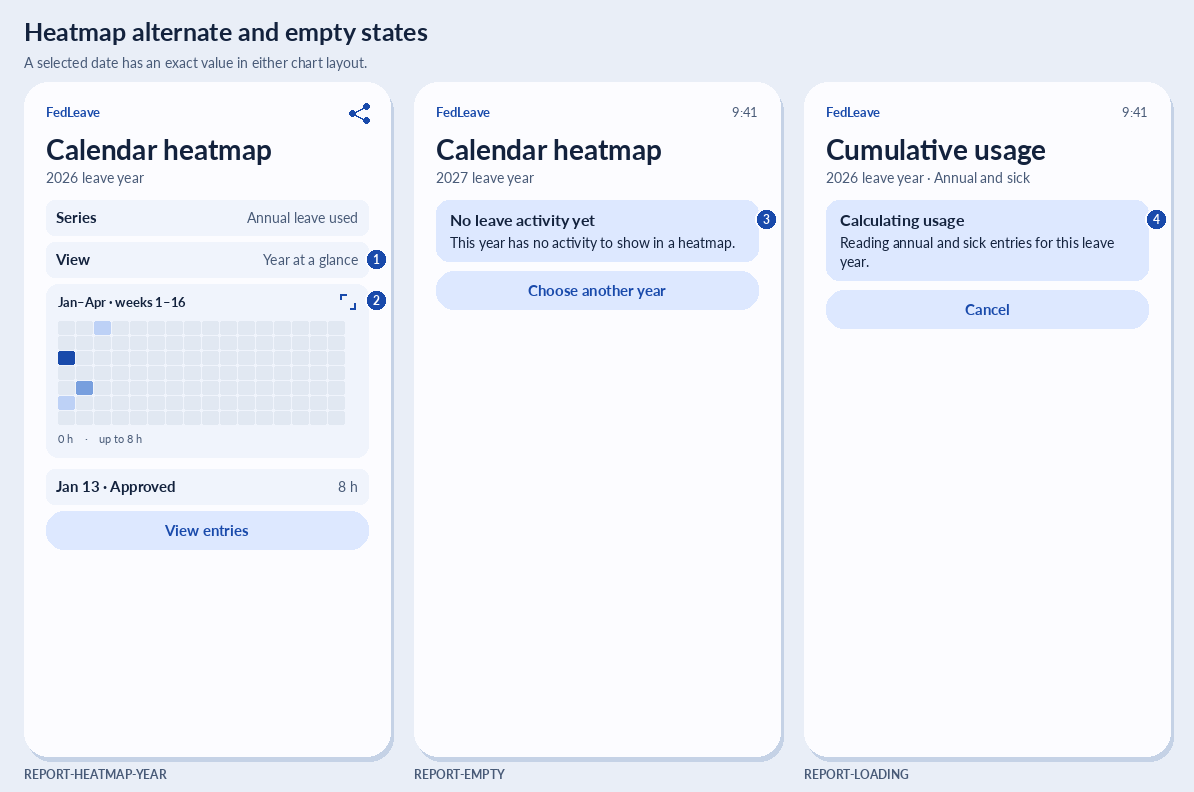 Heatmap alternate and empty states
A selected date has an exact value in either chart layout.
FedLeave
Calendar heatmap
2026 leave year
Series Annual leave used
View Year at a glance 1
Jan–Apr · weeks 1–16 2
0 h · up to 8 h
Jan 13 · Approved 8 h
View entries
REPORT-HEATMAP-YEAR
FedLeave 9:41
Calendar heatmap
2027 leave year
No leave activity yet 3
This year has no activity to show in a heatmap.
Choose another year
REPORT-EMPTY
FedLeave 9:41
Cumulative usage
2026 leave year · Annual and sick
Calculating usage 4
Reading annual and sick entries for this leave
year.
Cancel
REPORT-LOADING